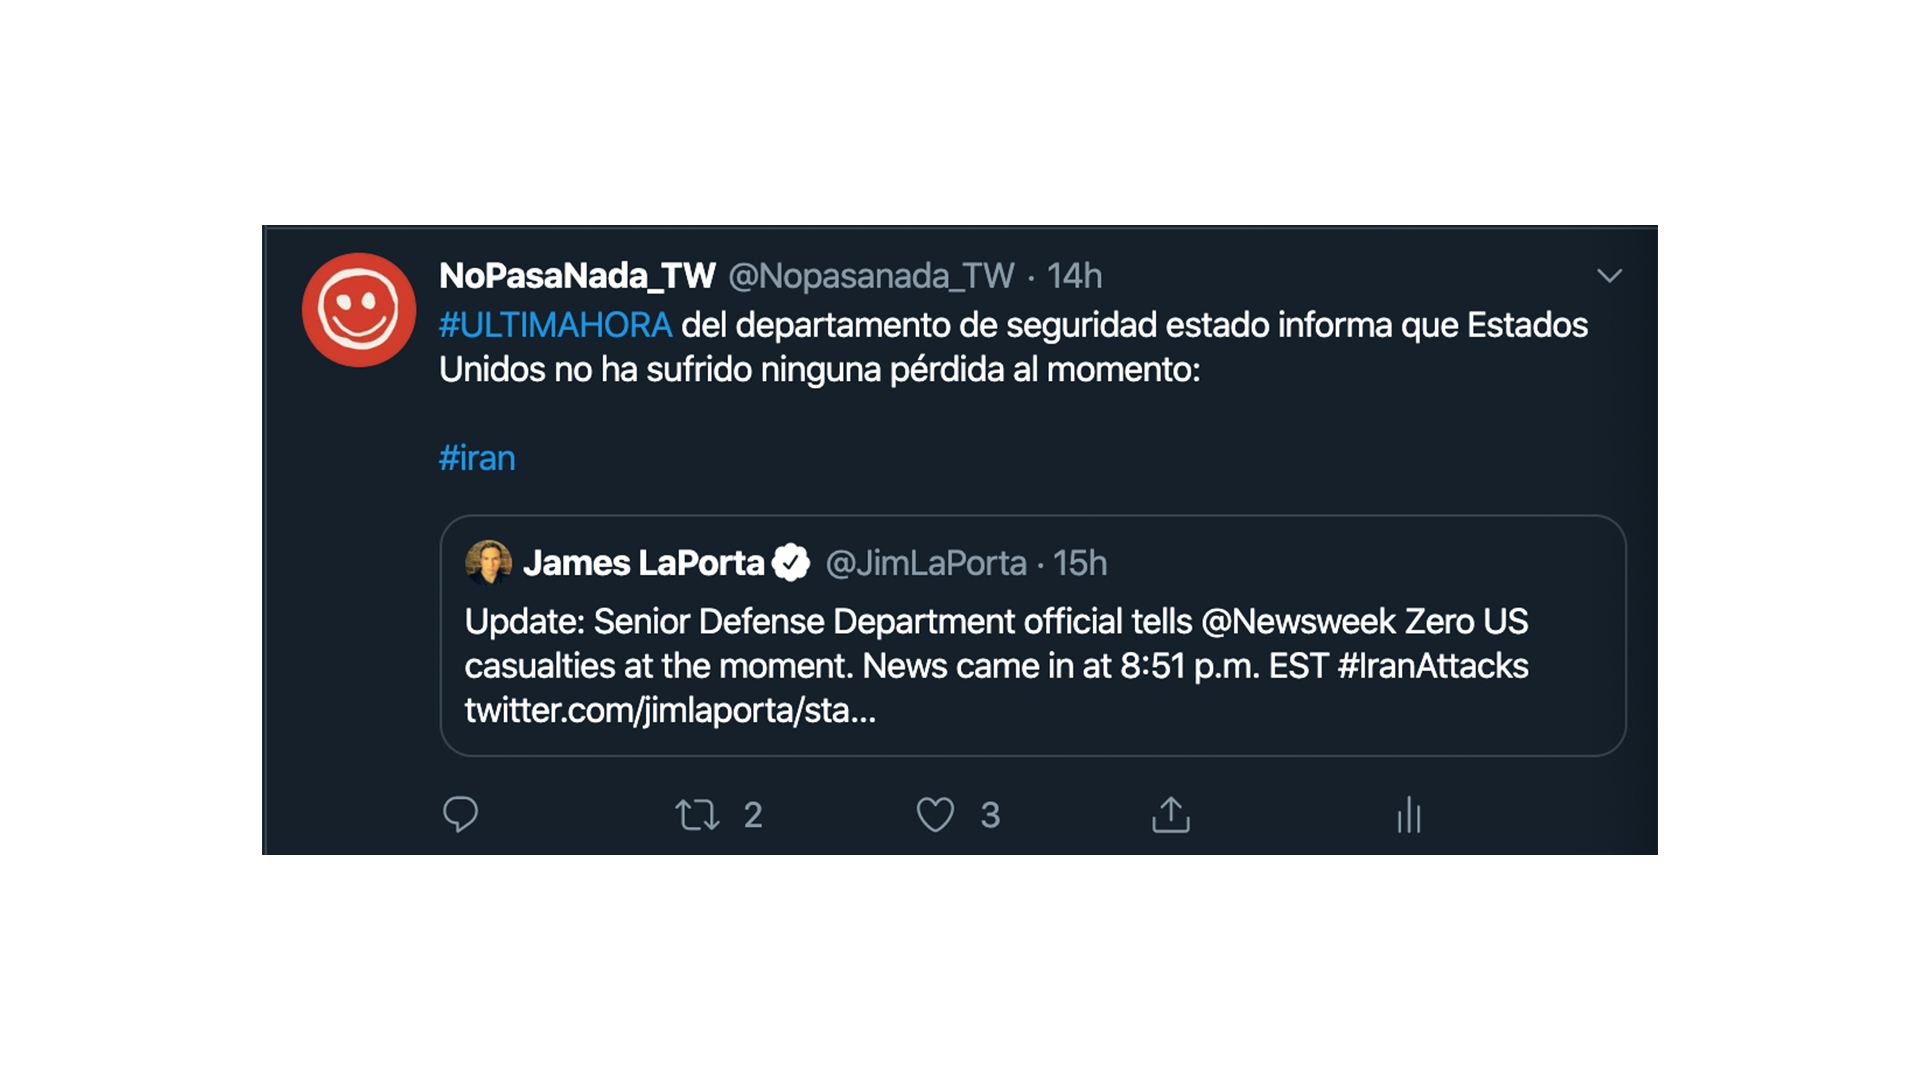 NoPasaNada_TW @Nopasanada_TW · 14h
#ULTIMAHORA del departamento de seguridad estado informa que Estados
Unidos no ha sufrido ninguna pérdida al momento:
#iran
James LaPorta @JimLaPorta · 15h
Update: Senior Defense Department official tells @Newsweek Zero US
casualties at the moment. News came in at 8:51 p.m. EST #IranAttacks
twitter.com/jimlaporta/sta...
2 3